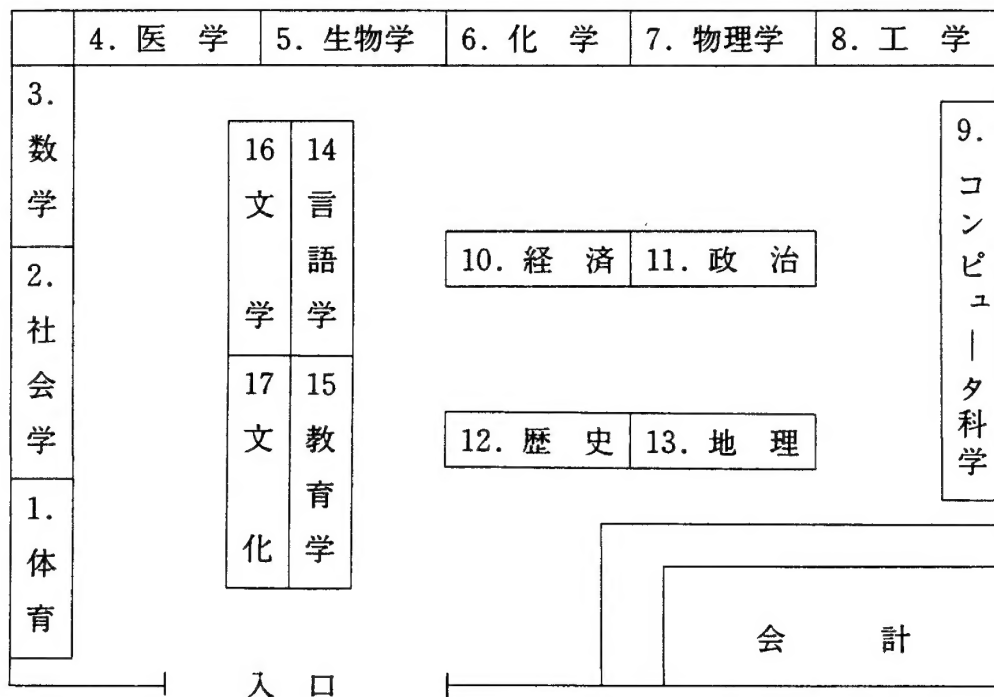 4. 医 学
5. 生物学
6. 化 学
7. 物理学
8. 工 学
3. 数学
2. 社会学
1. 体育
16 文学
14 言語学
17 文化
15 教育学
10. 経 済
11. 政 治
12. 歴 史
13. 地 理
9. コンピュータ科学
会 計
入 口